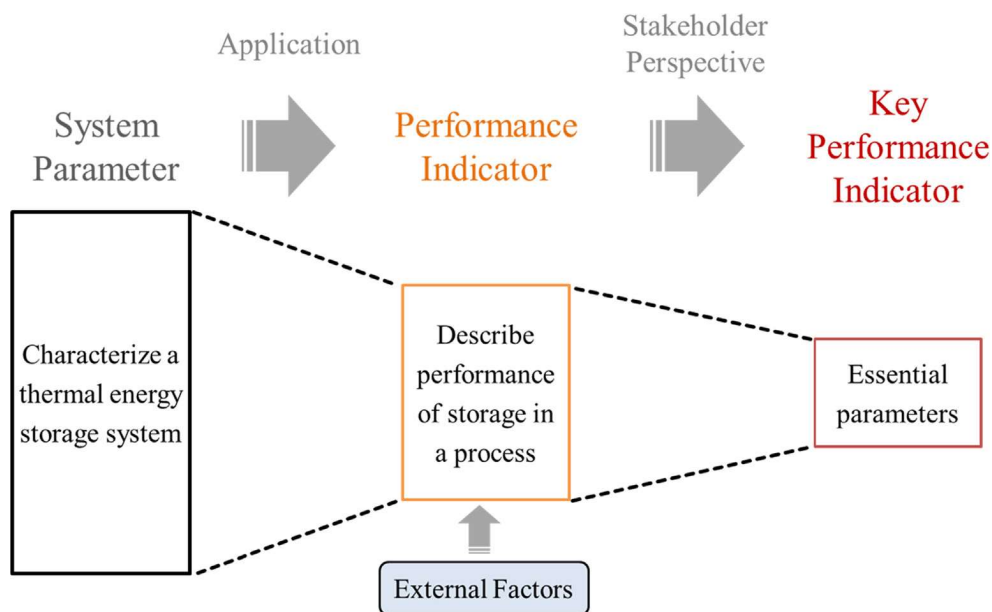 Application
Stakeholder
Perspective
System
Parameter
Performance
Indicator
Key
Performance
Indicator
Characterize a
thermal energy
storage system
Describe
performance
of storage in
a process
Essential
parameters
External Factors